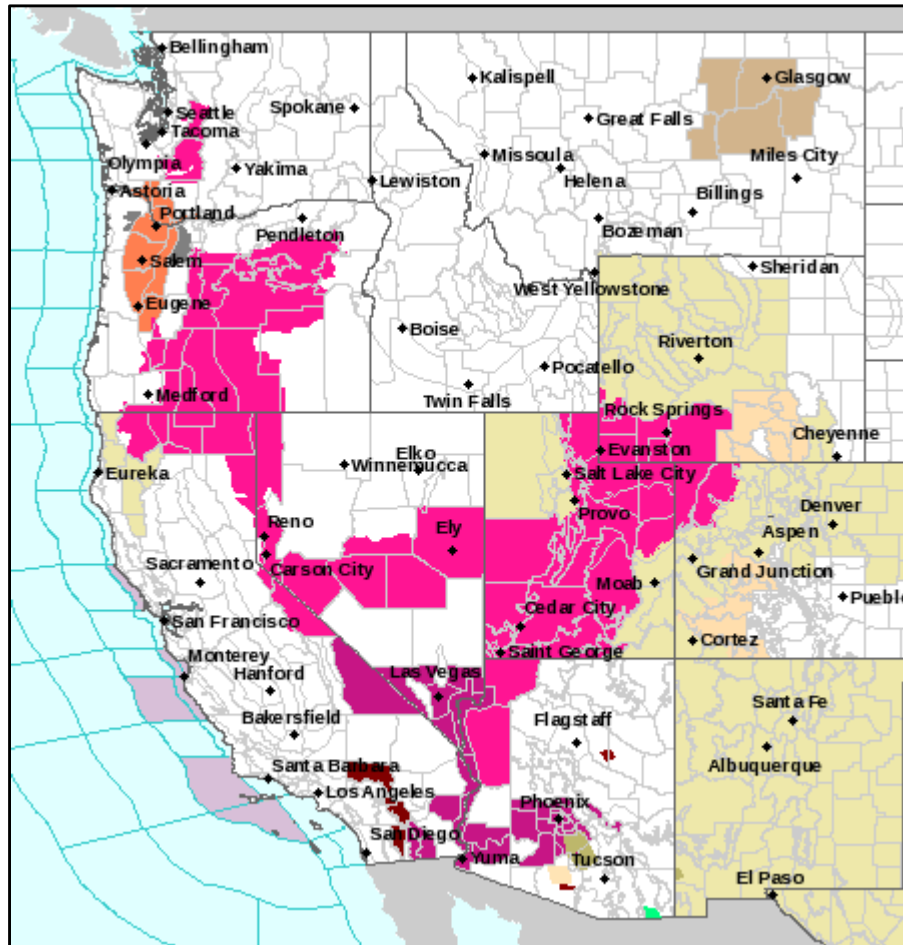 Bellingham
Kalispell
Glasgow
Spokane
Seattle
Great Falls
Tacoma
Olympia
Missoula
Miles City
Yakima
Helena
Lewiston
Astoria
Billings
Portland
Pendleton
Bozeman
Salem
Sheridan
West Yellowstone
Eugene
Boise
Riverton
Pocatello
Medford
Twin Falls
Rock Springs
Cheyenne
Evanston
Elko
Winnemucca
Eureka
Salt Lake City
Provo
Denver
Reno
Ely
Aspen
Sacramento
Carson City
Grand Junction
Moab
Pueblo
San Francisco
Cedar City
Cortez
Saint George
Monterey
Hanford
Las Vegas
Santa Fe
Flagstaff
Bakersfield
Albuquerque
Santa Barbara
Los Angeles
Phoenix
San Diego
Yuma
Tucson
El Paso